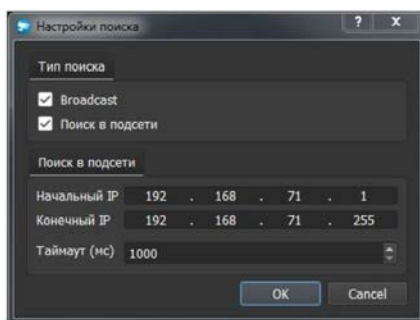 Настройки поиска
? X
Тип поиска
Broadcast
Поиск в подсети
Поиск в подсети
Начальный IP 192 . 168 . 71 . 1
Конечный IP 192 . 168 . 71 . 255
Таймаут (мс) 1000
OK Cancel